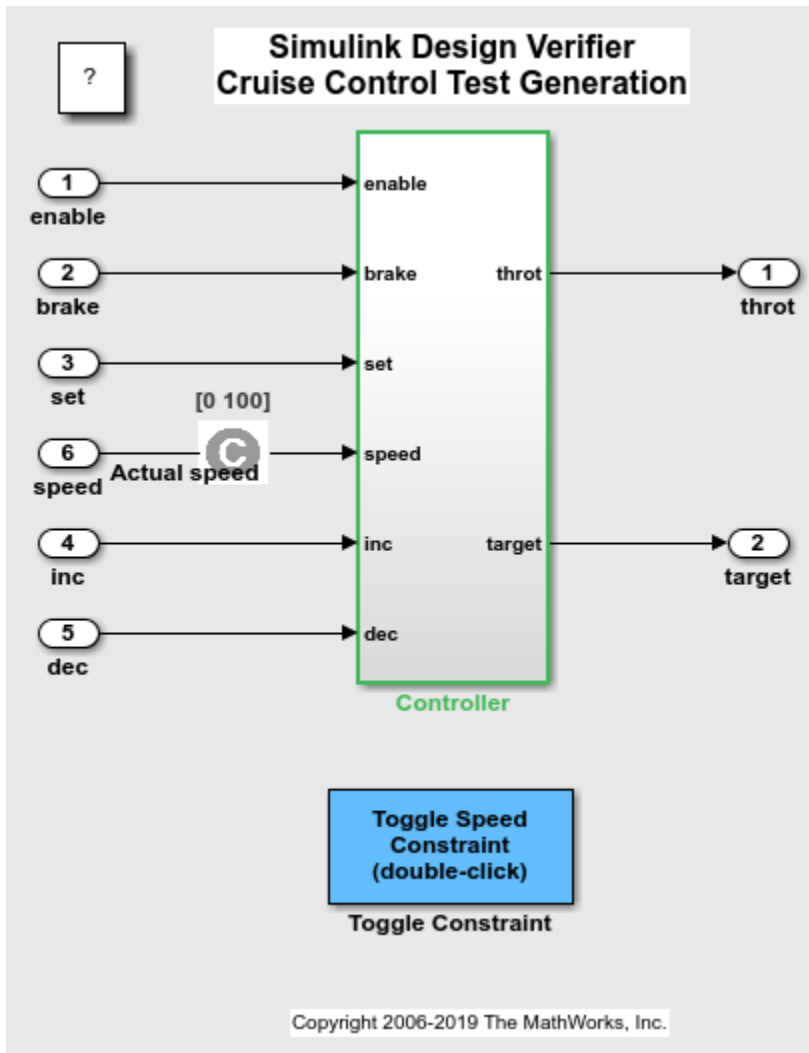 Simulink Design Verifier
Cruise Control Test Generation
?
1
enable
enable
2
brake
brake
throt
1
throt
3
set
set
[0 100]
C
6
speed
Actual speed
speed
4
inc
inc
target
2
target
5
dec
dec
Controller
Toggle Speed
Constraint
(double-click)
Toggle Constraint
Copyright 2006-2019 The MathWorks, Inc.